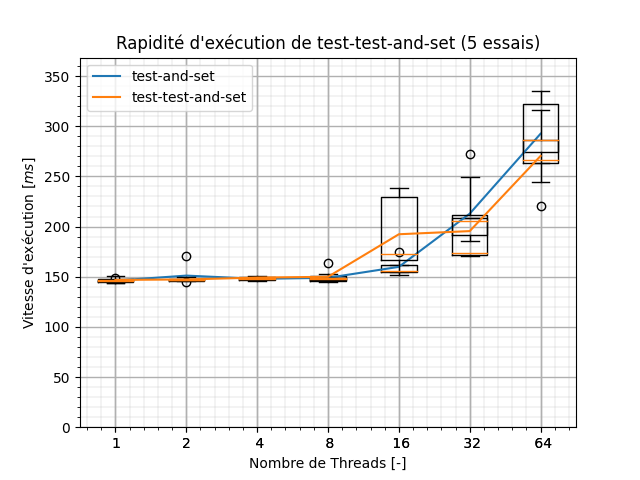 Rapidité d'exécution de test-test-and-set (5 essais)
test-and-set
test-test-and-set
Vitesse d'exécution [ms]
350
300
250
200
150
100
50
0
1 2 4 8 16 32 64
Nombre de Threads [-]